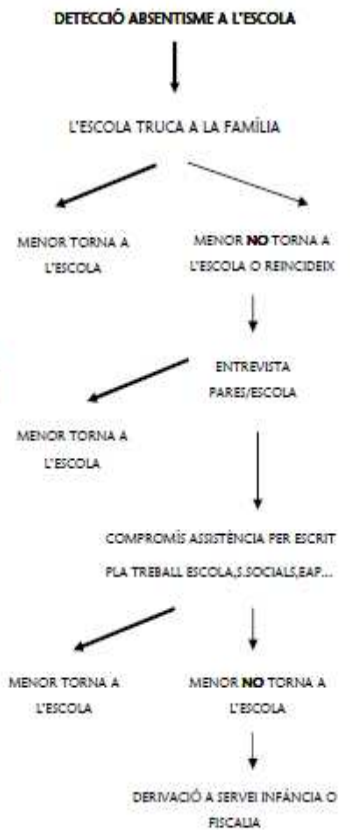 DETECCIÓ ABSENTISME A L'ESCOLA
L'ESCOLA TRUCA A LA FAMÍLIA
MENOR TORNA A
L'ESCOLA
MENOR NO TORNA A
L'ESCOLA O REINCIDEIX
ENTREVISTA
PARES/ESCOLA
MENOR TORNA A
L'ESCOLA
COMPROMÍS ASSISTÈNCIA PER ESCRIT
PLA TREBALL ESCOLA,S.SOCIALS,EAP...
MENOR TORNA A
L'ESCOLA
MENOR NO TORNA A
L'ESCOLA
DERIVACIÓ A SERVEI INFÀNCIA O
FISCALIA